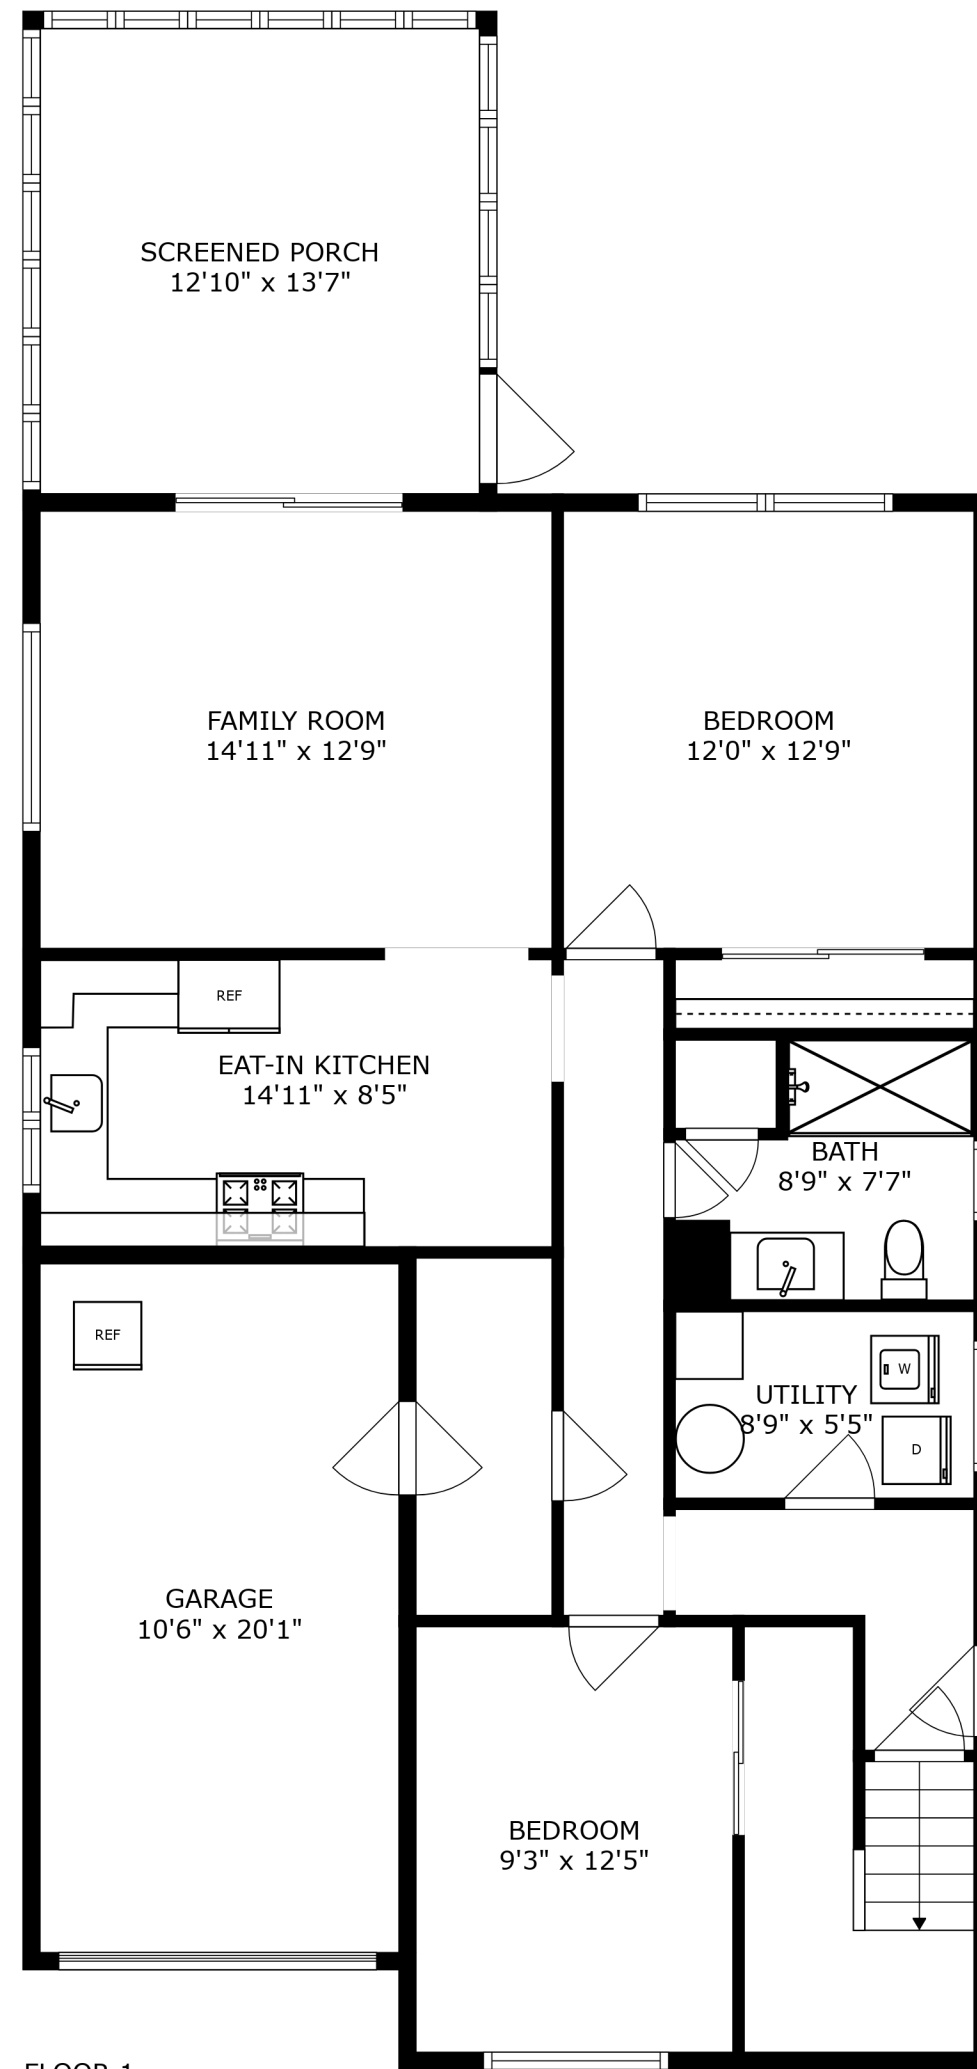 SCREENED PORCH
12'10" x 13'7"
FAMILY ROOM
14'11" x 12'9"
BEDROOM
12'0" x 12'9"
REF
EAT-IN KITCHEN
14'11" x 8'5"
BATH
8'9" x 7'7"
REF
UTILITY
8'9" x 5'5"
W
D
GARAGE
10'6" x 20'1"
BEDROOM
9'3" x 12'5"
FLOOR 1